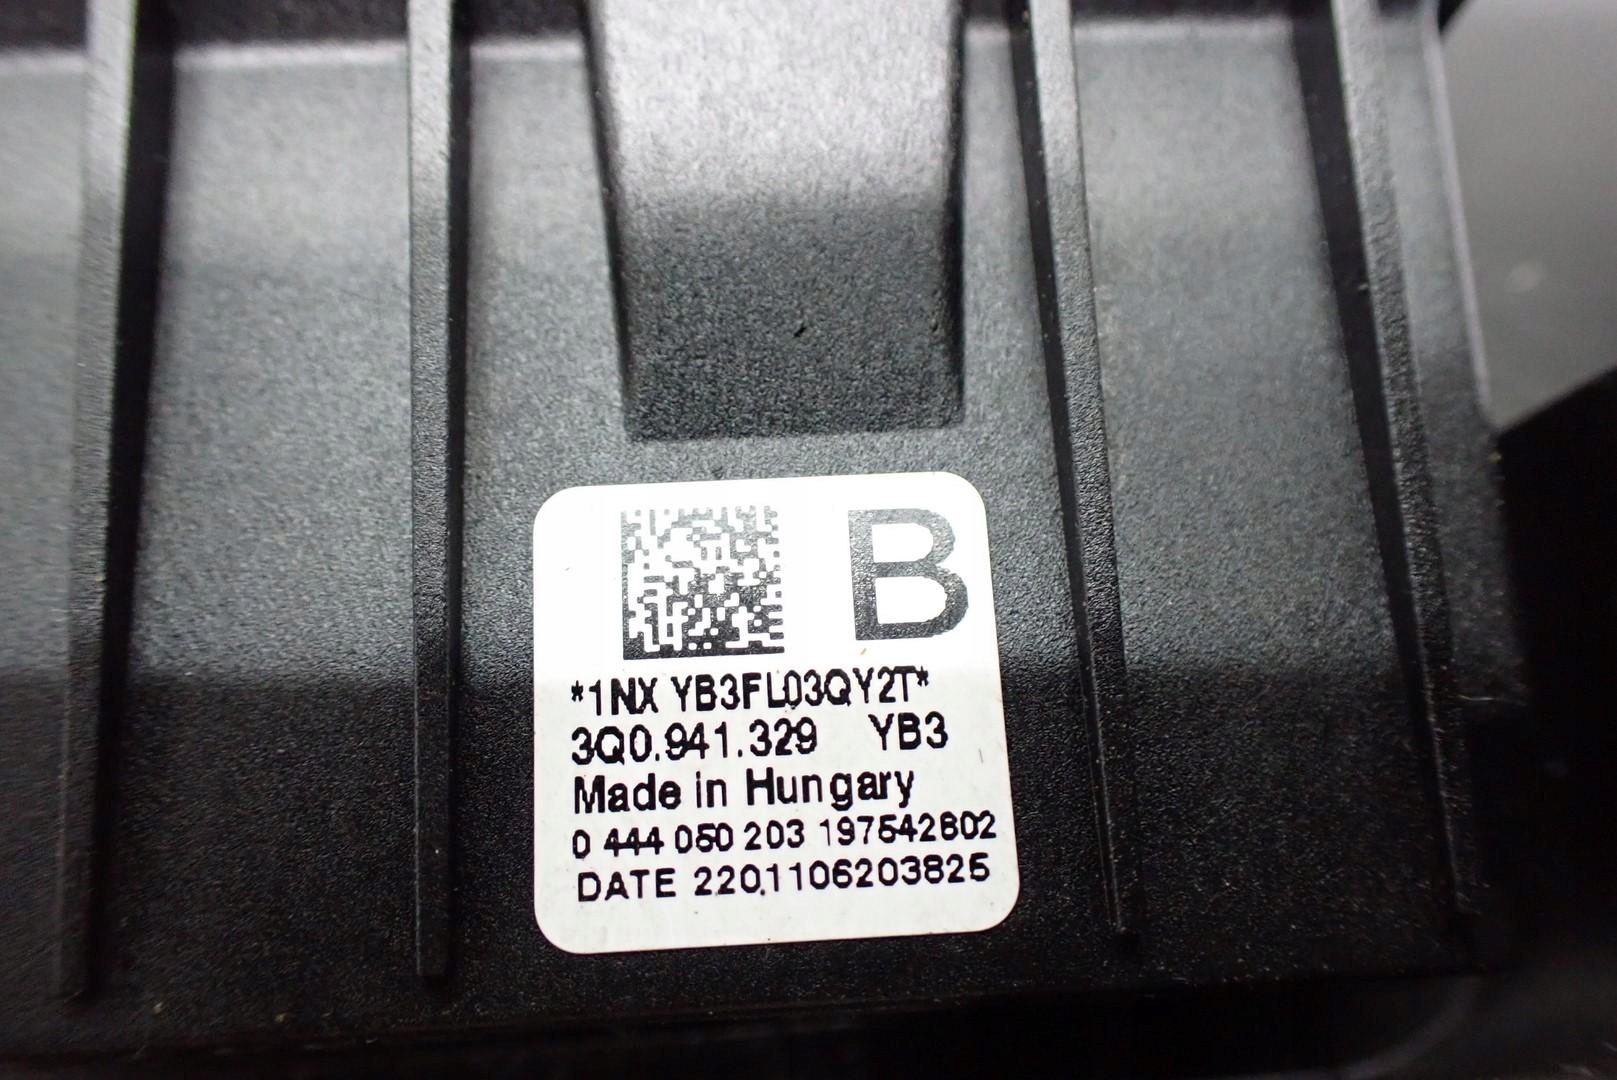 B
*1NX YB3FL03QY2T*
3Q0.941.329 YB3
Made in Hungary
0 444 050 203 197542802
DATE 2201106203825